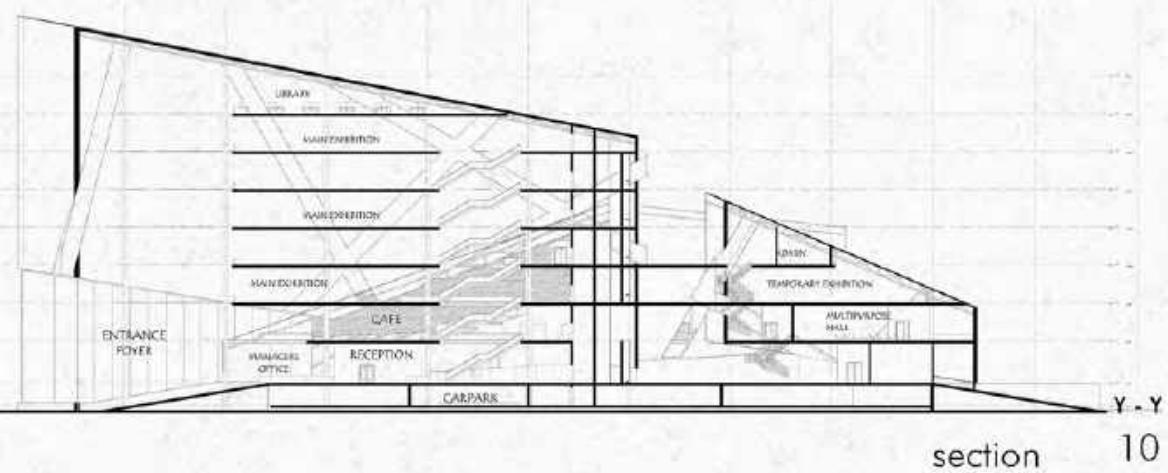 LIBRARY
MAIN EXHIBITION
MAIN EXHIBITION
ADMIN
MAIN EXHIBITION
TEMPORARY EXHIBITION
CAFE
MULTIPURPOSE
HALL
ENTRANCE
FOYER
MANAGERS
OFFICE
RECEPTION
CARPARK
Y - Y
section 10